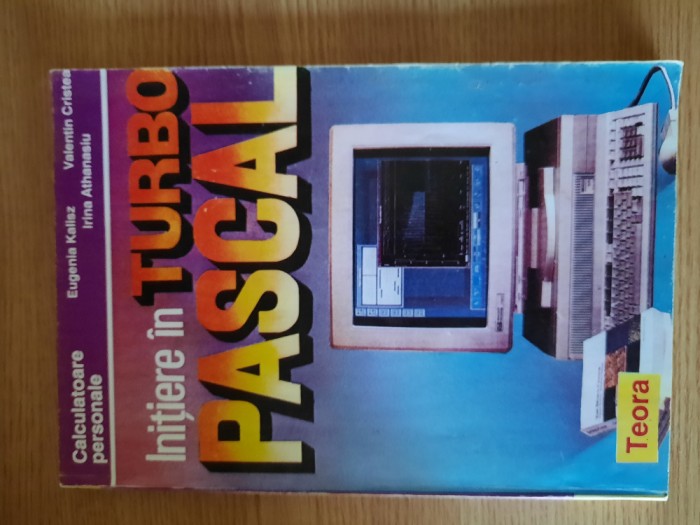 Calculatoare
personale
Eugenia Kalisz Valentin Cristea
Irina Athanasiu
Inițiere în TURBO
PASCAL
Teora